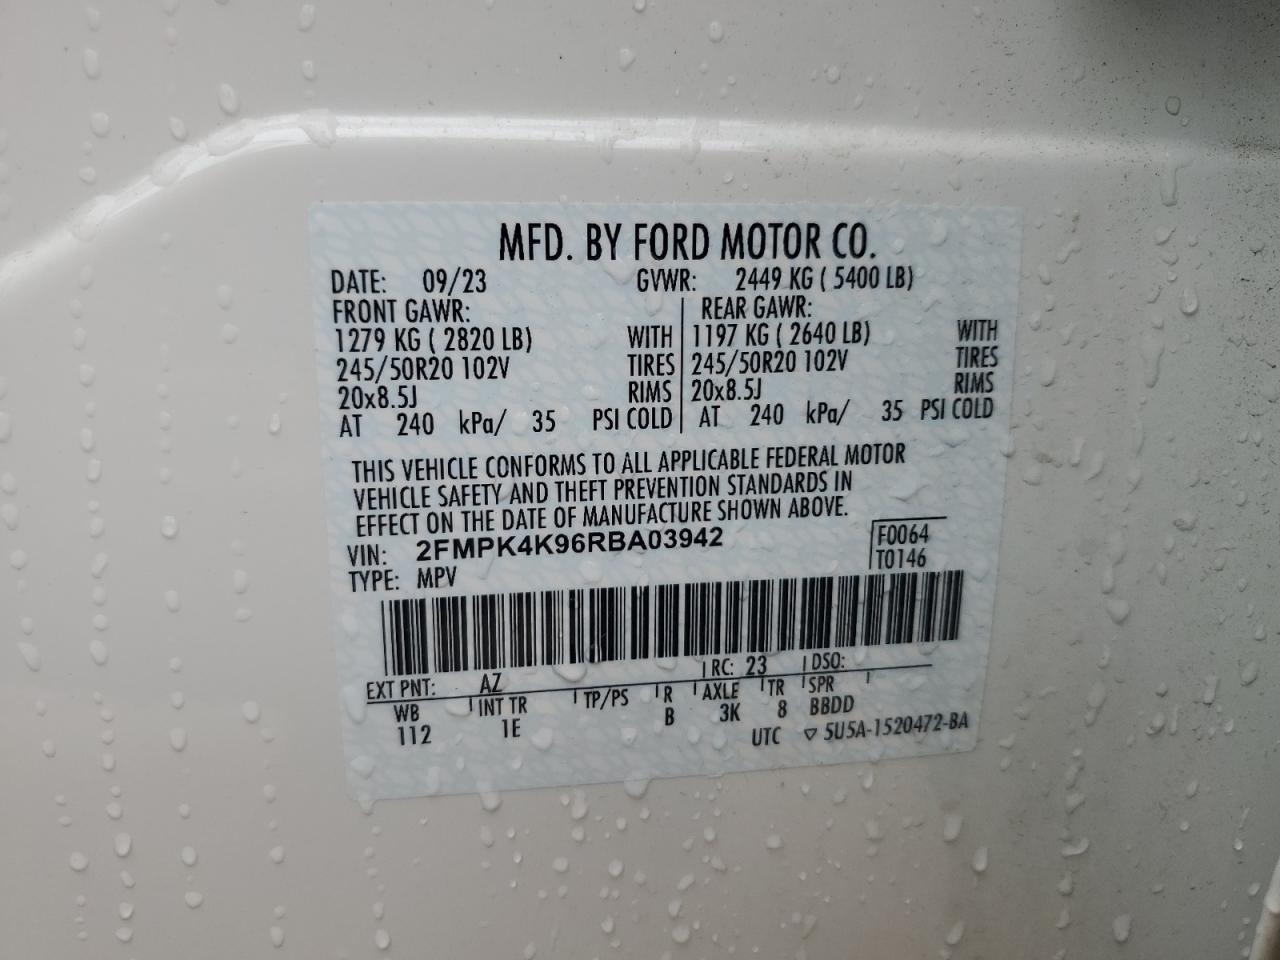 MFD. BY FORD MOTOR CO.
DATE: 09/23 GVWR: 2449 KG ( 5400 LB)
FRONT GAWR: REAR GAWR:
1279 KG ( 2820 LB) WITH 1197 KG ( 2640 LB) WITH
245/50R20 102V TIRES 245/50R20 102V TIRES
20x8.5J RIMS 20x8.5J RIMS
AT 240 kPa/ 35 PSI COLD AT 240 kPa/ 35 PSI COLD
THIS VEHICLE CONFORMS TO ALL APPLICABLE FEDERAL MOTOR
VEHICLE SAFETY AND THEFT PREVENTION STANDARDS IN
EFFECT ON THE DATE OF MANUFACTURE SHOWN ABOVE.
VIN: 2FMPK4K96RBA03942 F0064
TYPE: MPV T0146
EXT PNT: AZ RC: 23 DSO:
WB INT TR TP/PS R AXLE TR SPR
112 1E B 3K 8 BBDD
UTC ▽ 5U5A-1520472-BA